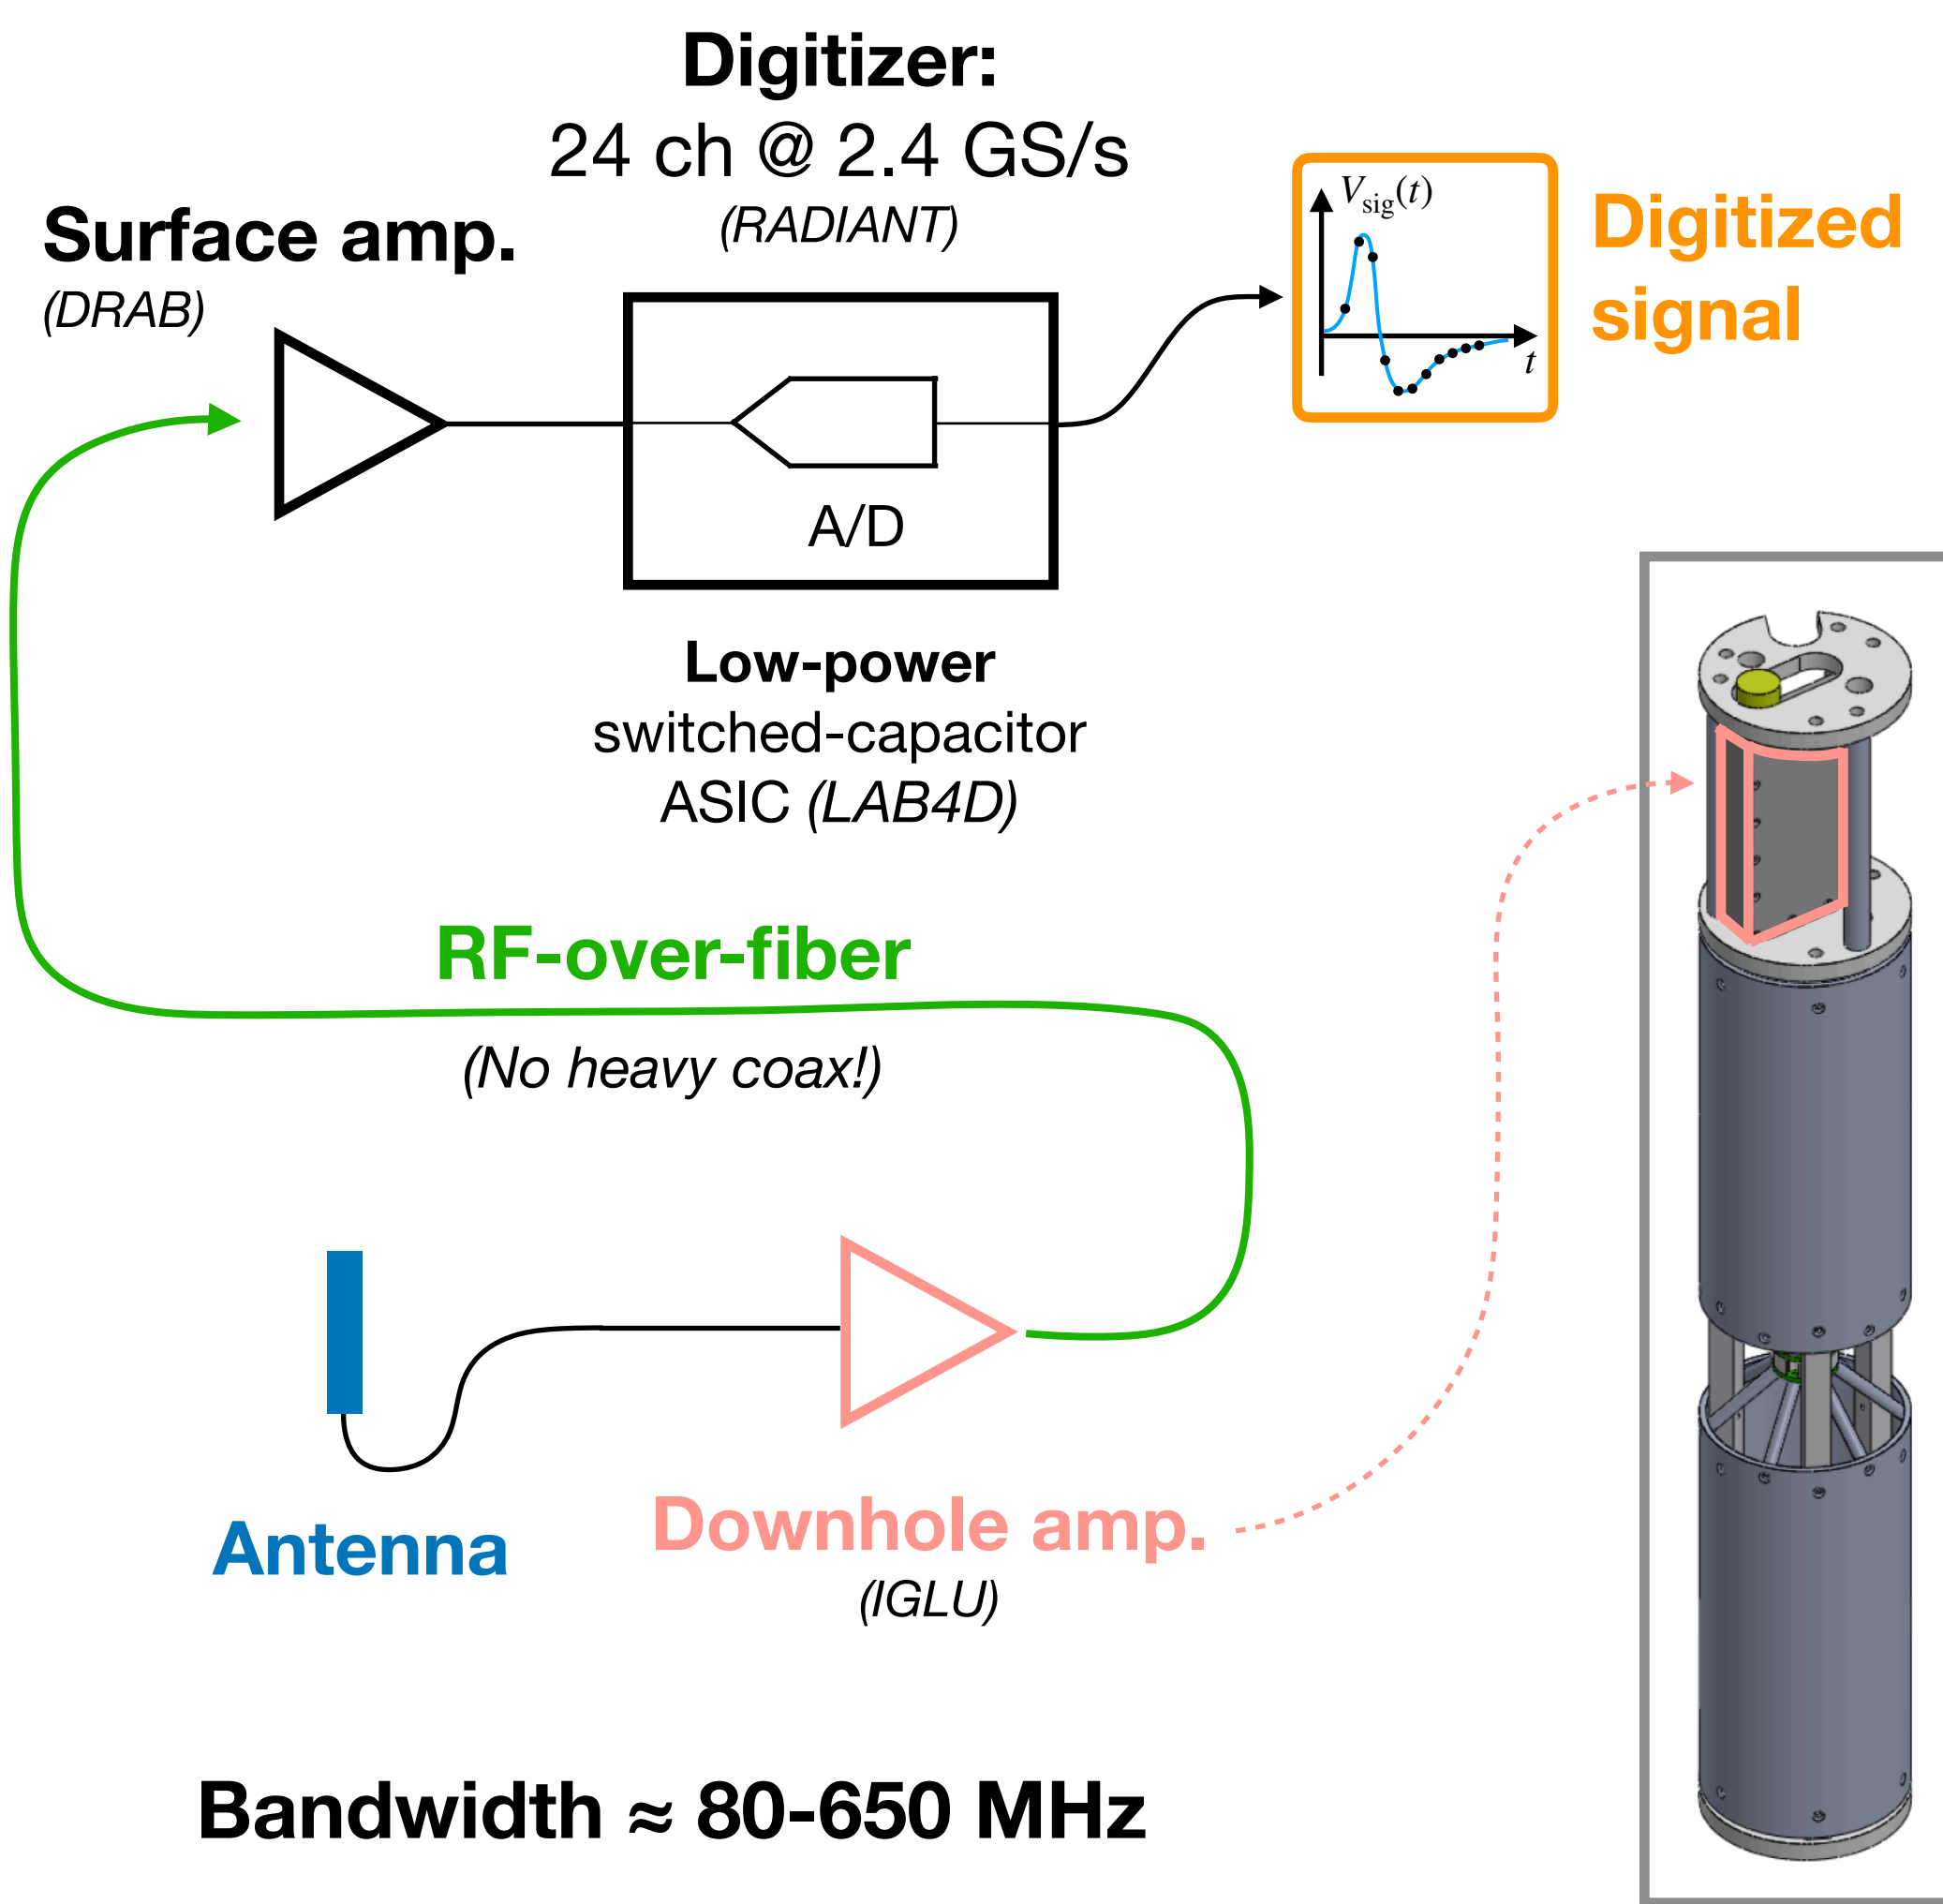 Digitizer:
24 ch @ 2.4 GS/s
(RADIANT)
Surface amp.
(DRAB)
V_sig(t)
t
Digitized
signal
A/D
Low-power
switched-capacitor
ASIC (LAB4D)
RF-over-fiber
(No heavy coax!)
Antenna
Downhole amp.
(IGLU)
Bandwidth ≈ 80-650 MHz